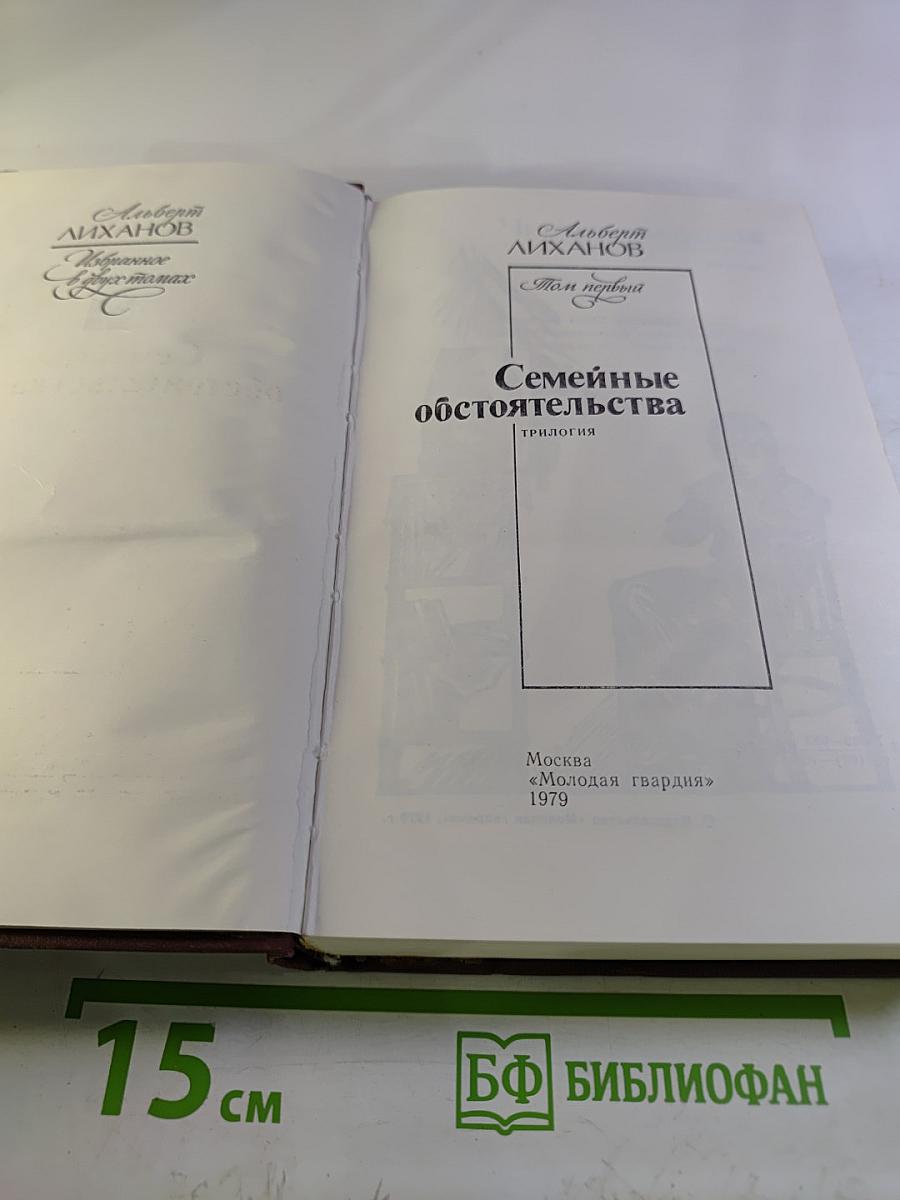 Альберт
ЛИХАНОВ
Избранное
в двух томах
Альберт
ЛИХАНОВ
Том первый
Семейные
обстоятельства
ТРИЛОГИЯ
Москва
«Молодая гвардия»
1979
15 см
БФ БИБЛИОФАН